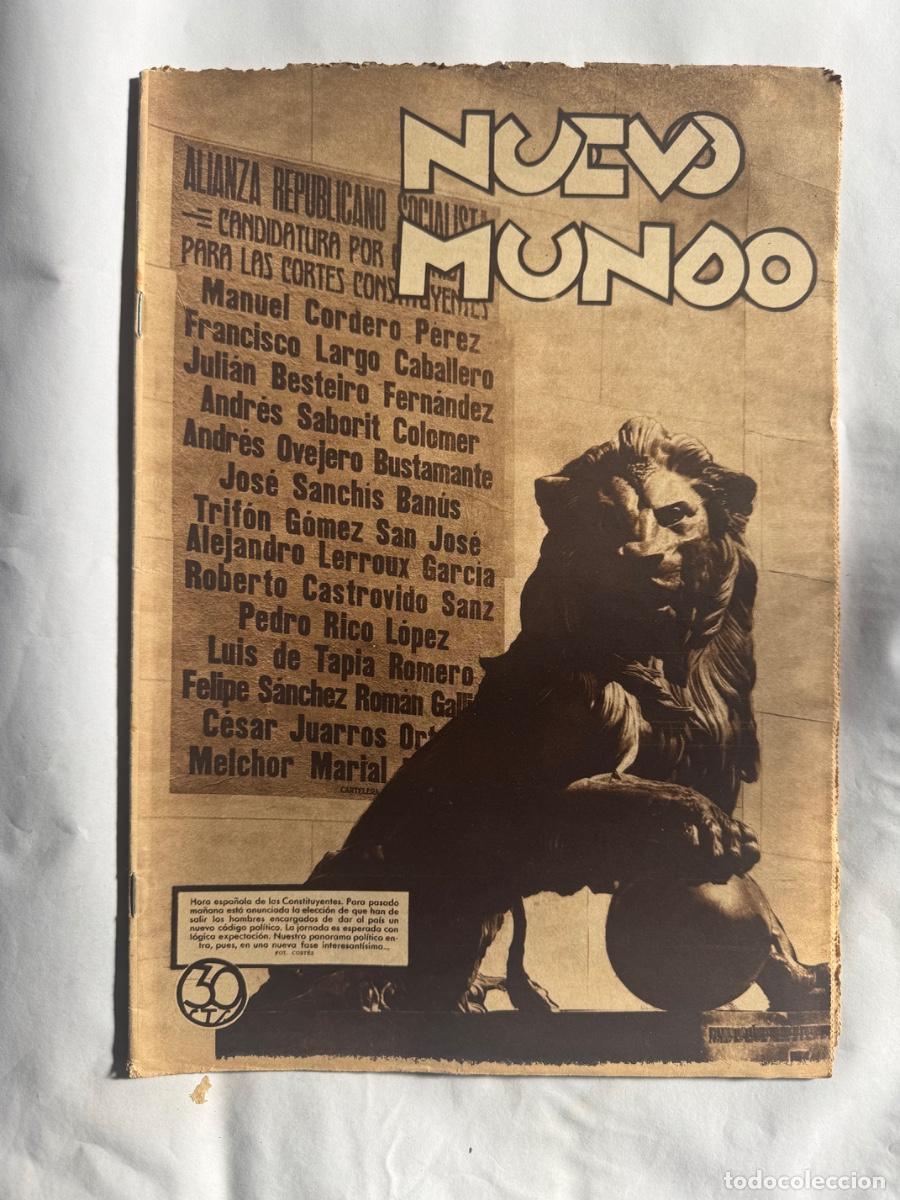 NUEVO
MUNDO
ALIANZA REPUBLICANO SOCIALISTA
CANDIDATURA POR
PARA LAS CORTES CONSTITUYENTES
Manuel Cordero Pérez
Francisco Largo Caballero
Julián Besteiro Fernández
Andrés Saborit Colomer
Andrés Ovejero Bustamante
José Sanchis Banús
Trifón Gómez San José
Alejandro Lerroux García
Roberto Castrovido Sanz
Pedro Rico López
Luis de Tapia Romero
Felipe Sánchez Román
César Juarros
Melchor Marial
CARTELERA
Hora española de las Constituyentes. Para pasado
mañana está anunciada la elección de que han de
salir los hombres encargados de dar al país un
nuevo código político. La jornada es esperada con
lógica expectación. Nuestro panorama político en-
tra, pues, en una nueva fase interesantísima...
FOT. CORTÉS
30
CTS
todocoleccion